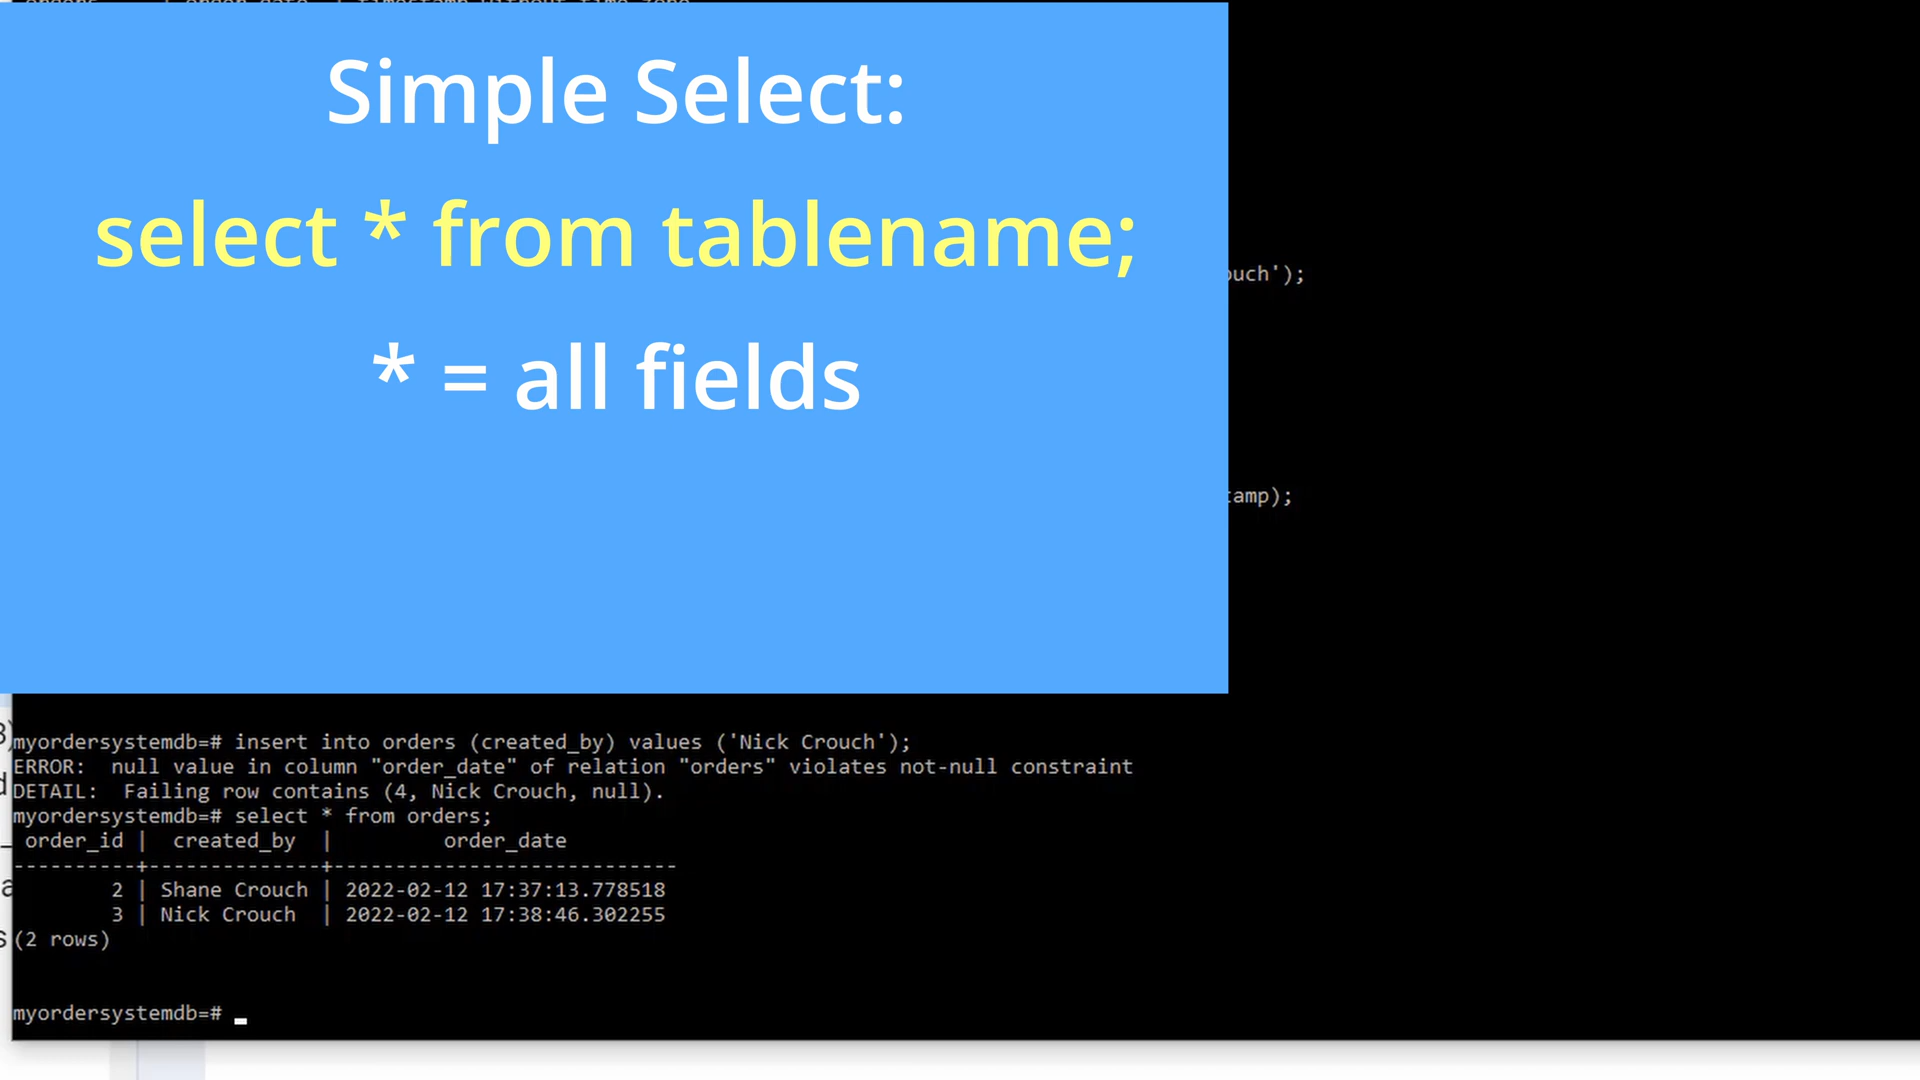 Simple Select:
select * from tablename;
* = all fields
ouch');
tamp);
myordersystemdb=# insert into orders (created_by) values ('Nick Crouch');
ERROR:  null value in column "order_date" of relation "orders" violates not-null constraint
DETAIL:  Failing row contains (4, Nick Crouch, null).
myordersystemdb=# select * from orders;
 order_id |  created_by  |         order_date
----------+--------------+----------------------------
        2 | Shane Crouch | 2022-02-12 17:37:13.778518
        3 | Nick Crouch  | 2022-02-12 17:38:46.302255
(2 rows)
myordersystemdb=#